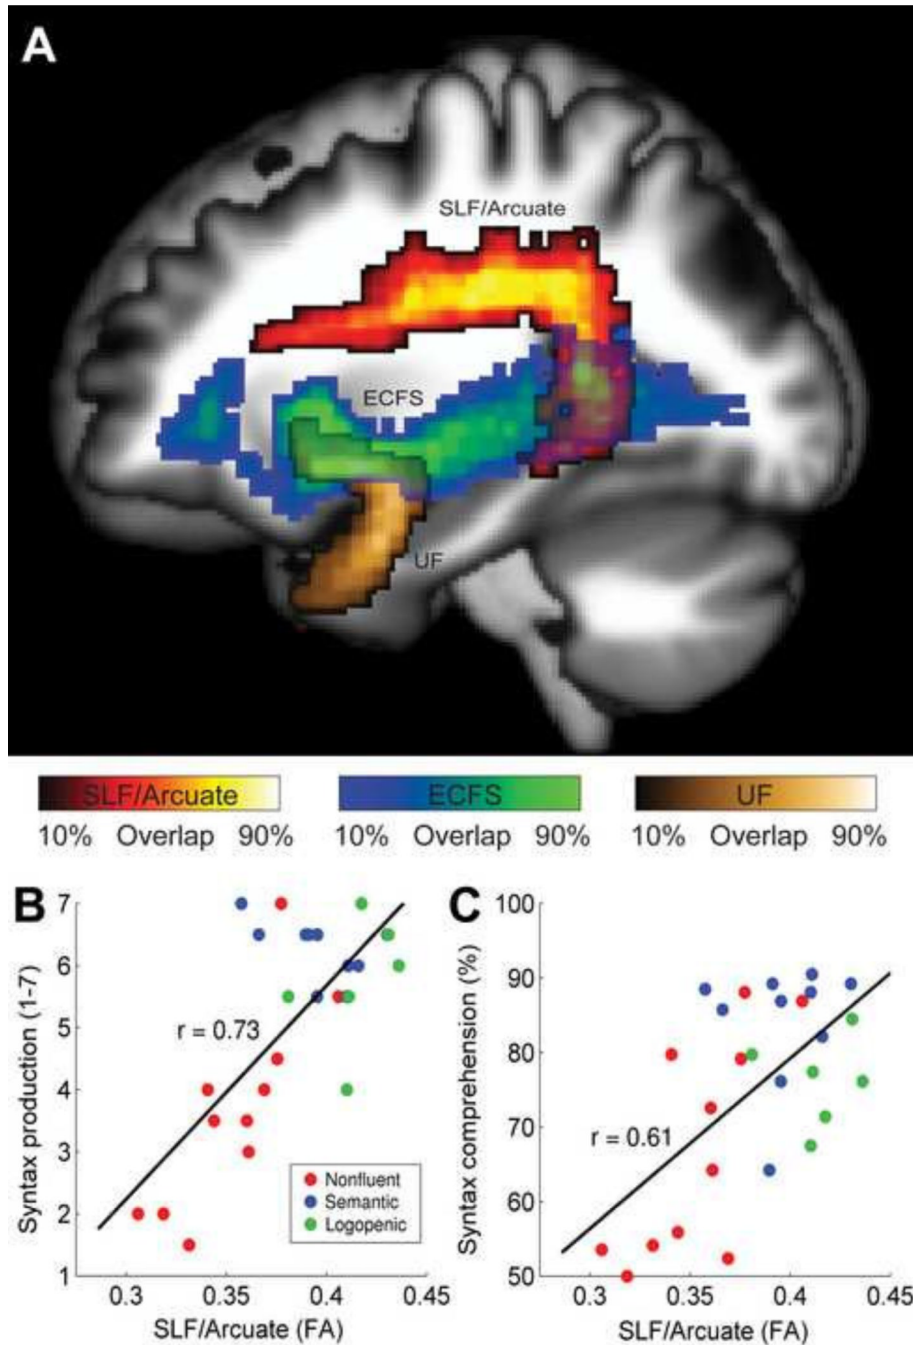 A
SLF/Arcuate
ECFS
UF
SLF/Arcuate ECFS UF
10% Overlap 90% 10% Overlap 90% 10% Overlap 90%
B
Syntax production (1-7)
7
6
5
4
3
2
1
r = 0.73
Nonfluent
Semantic
Logopenic
0.3 0.35 0.4 0.45
SLF/Arcuate (FA)
C
Syntax comprehension (%)
100
90
80
70
60
50
r = 0.61
0.3 0.35 0.4 0.45
SLF/Arcuate (FA)